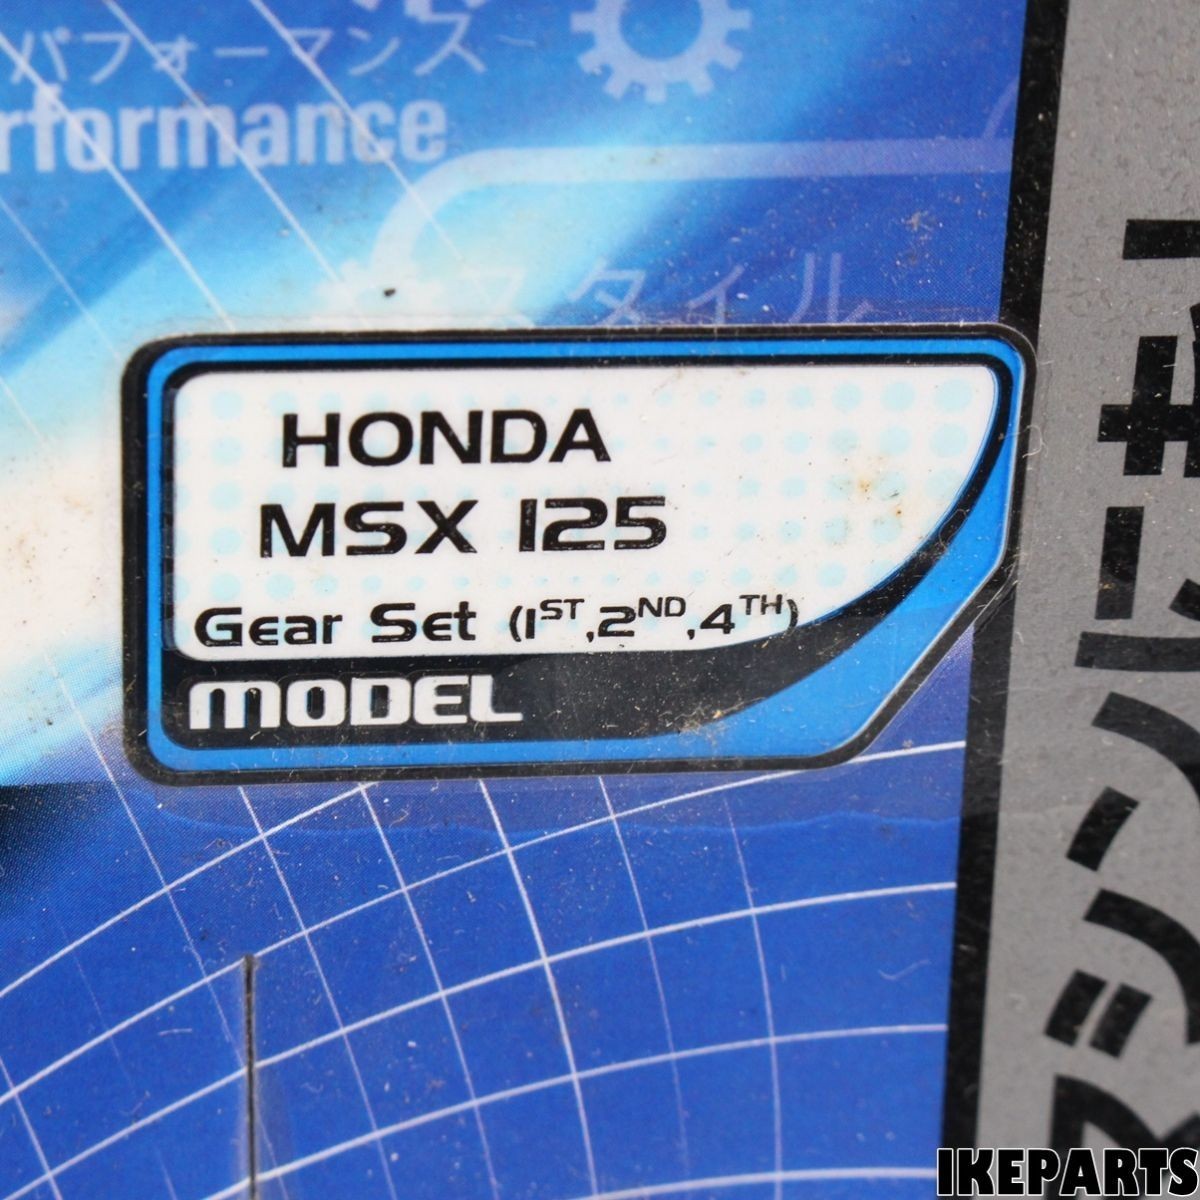 パフォーマンス
rformance
スタイル
HONDA
MSX 125
Gear Set (1ST,2ND,4TH)
MODEL
IKEPARTS